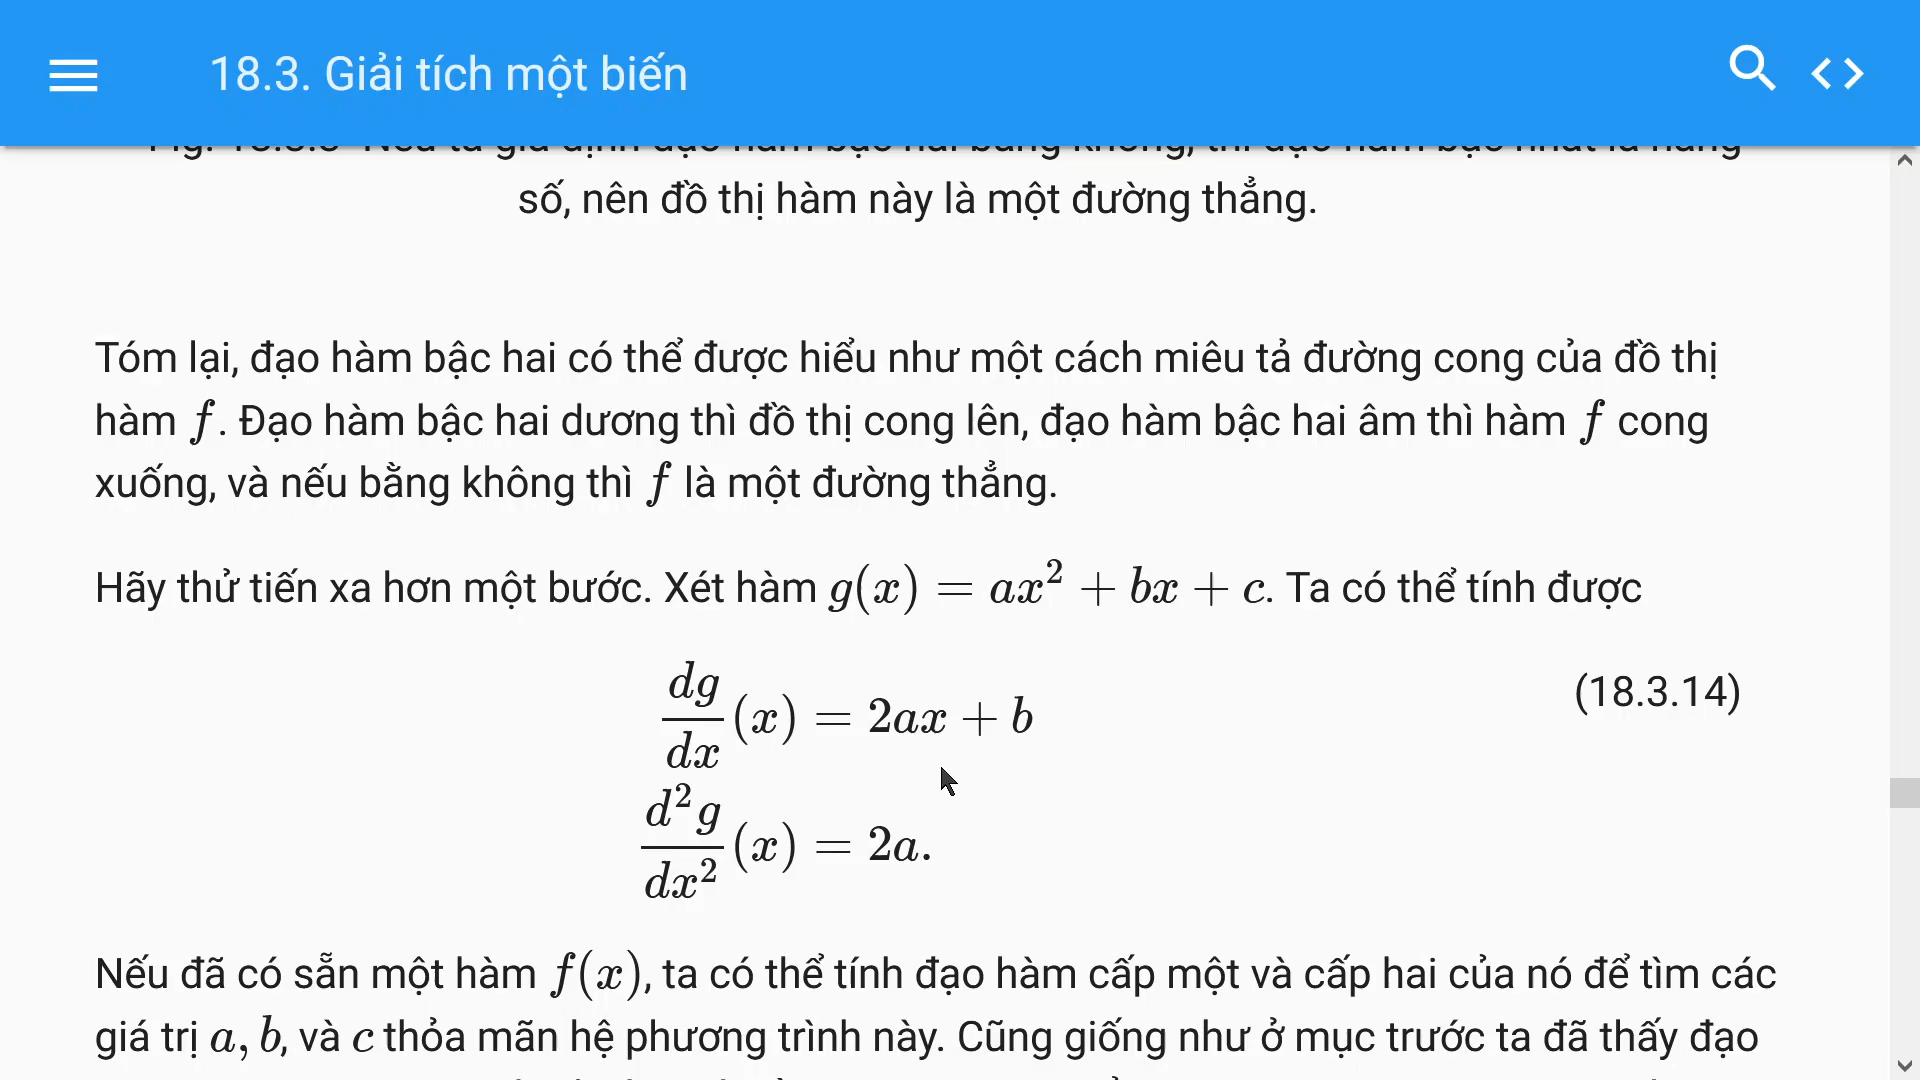 18.3. Giải tích một biến
số, nên đồ thị hàm này là một đường thẳng.
Tóm lại, đạo hàm bậc hai có thể được hiểu như một cách miêu tả đường cong của đồ thị
hàm f. Đạo hàm bậc hai dương thì đồ thị cong lên, đạo hàm bậc hai âm thì hàm f cong
xuống, và nếu bằng không thì f là một đường thẳng.
Hãy thử tiến xa hơn một bước. Xét hàm g(x) = ax² + bx + c. Ta có thể tính được
dg/dx (x) = 2ax + b (18.3.14)
d²g/dx² (x) = 2a.
Nếu đã có sẵn một hàm f(x), ta có thể tính đạo hàm cấp một và cấp hai của nó để tìm các
giá trị a, b, và c thỏa mãn hệ phương trình này. Cũng giống như ở mục trước ta đã thấy đạo